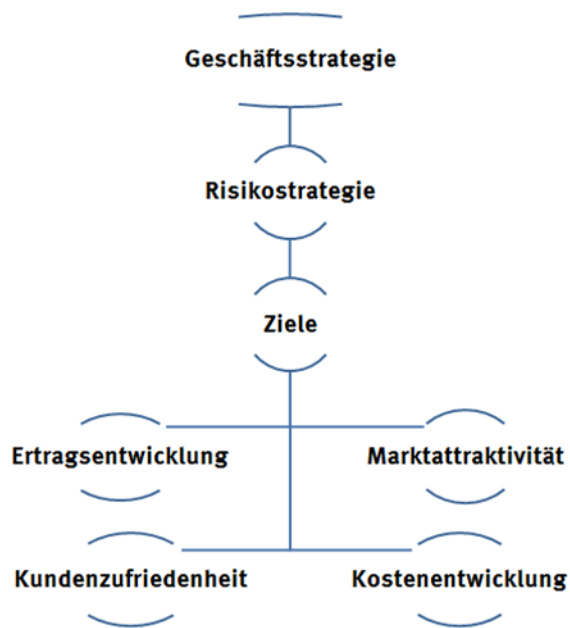 Geschäftsstrategie
Risikostrategie
Ziele
Ertragsentwicklung
Marktattraktivität
Kundenzufriedenheit
Kostenentwicklung